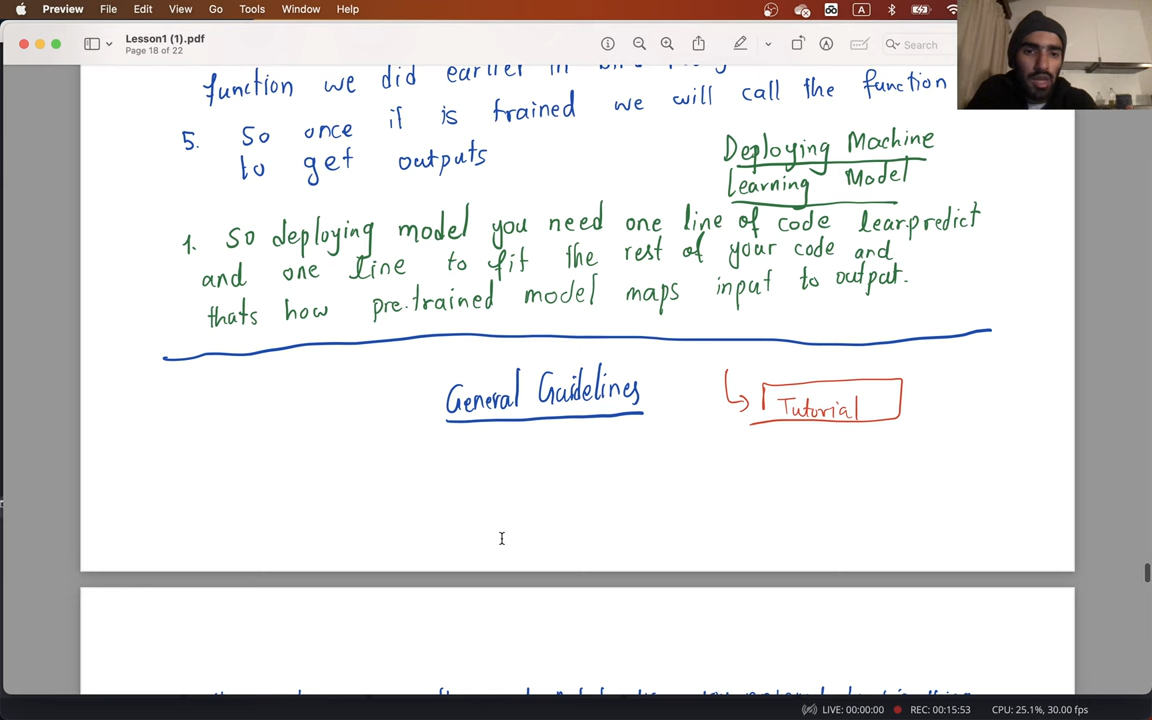 Preview File Edit View Go Tools Window Help
Lesson1 (1).pdf
Page 18 of 22
Search
function we did earlier in
5. So once it is trained we will call the function
to get outputs
Deploying Machine
Learning Model
1. So deploying model you need one line of code lear.predict
and one line to fit the rest of your code and
thats how pre-trained model maps input to output.
General Guidelines
Tutorial
LIVE: 00:00:00 REC: 00:15:53 CPU: 25.1%, 30.00 fps